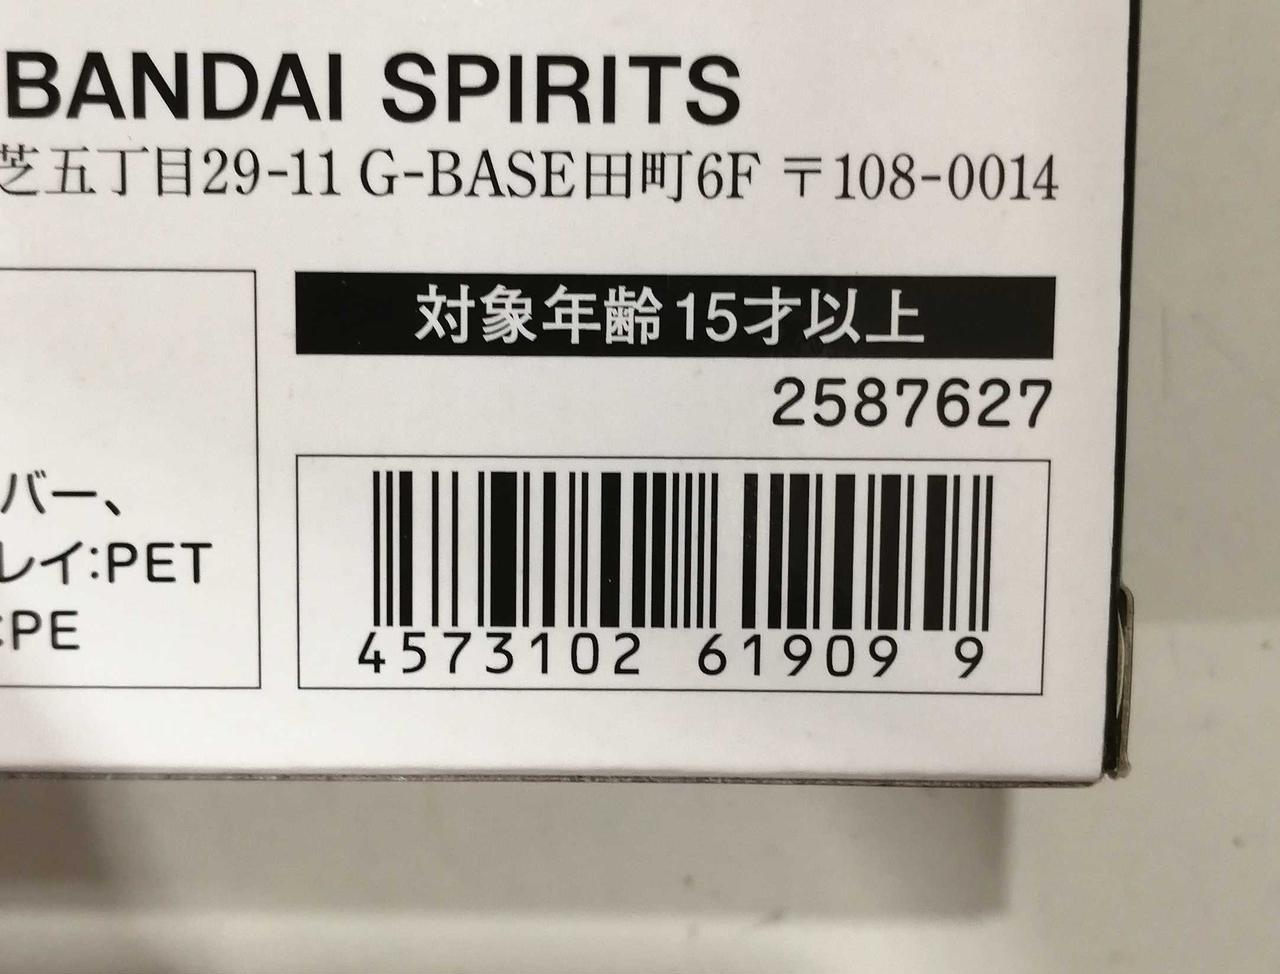 BANDAI SPIRITS
芝五丁目29-11 G-BASE田町6F 〒108-0014
対象年齢15才以上
2587627
バー、
レイ:PET
:PE
4573102 61909 9